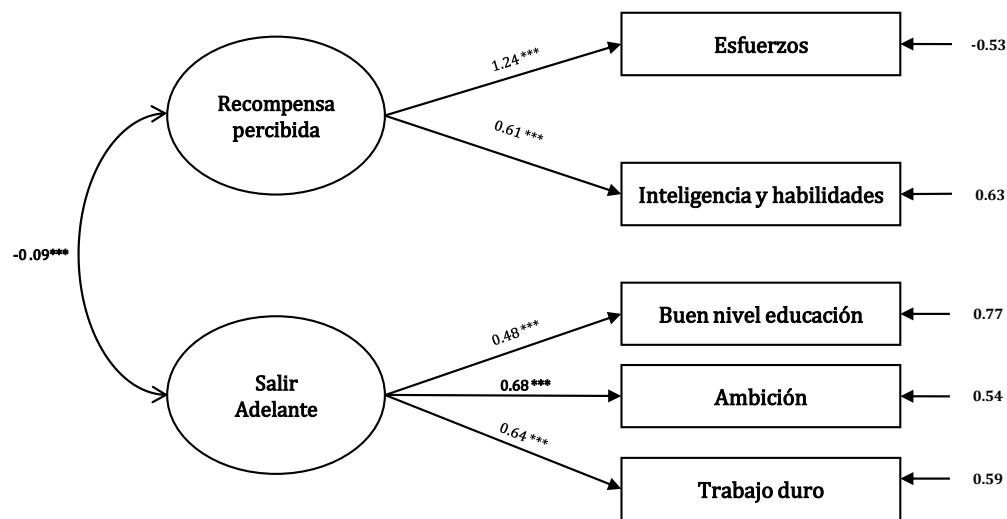 Esfuerzos
-0.53
1.24 ***
Recompensa
percibida
0.61 ***
Inteligencia y habilidades
0.63
-0.09***
Buen nivel educación
0.77
0.48 ***
Salir
Adelante
0.68 ***
Ambición
0.54
0.64 ***
Trabajo duro
0.59